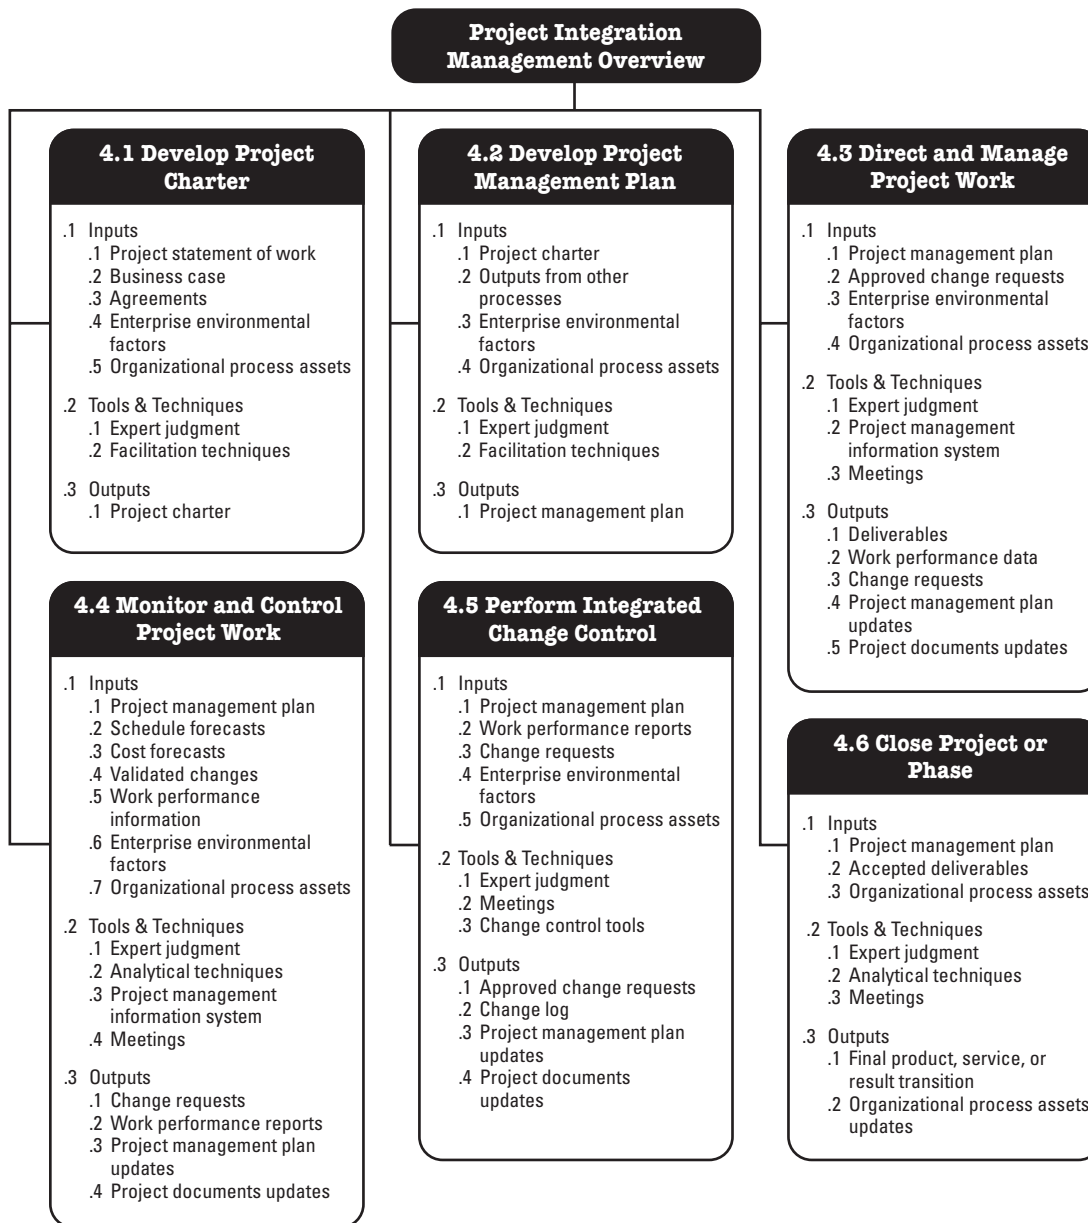 Project Integration
Management Overview
4.1 Develop Project
Charter
.1 Inputs
.1 Project statement of work
.2 Business case
.3 Agreements
.4 Enterprise environmental
factors
.5 Organizational process assets
.2 Tools & Techniques
.1 Expert judgment
.2 Facilitation techniques
.3 Outputs
.1 Project charter
4.2 Develop Project
Management Plan
.1 Inputs
.1 Project charter
.2 Outputs from other
processes
.3 Enterprise environmental
factors
.4 Organizational process assets
.2 Tools & Techniques
.1 Expert judgment
.2 Facilitation techniques
.3 Outputs
.1 Project management plan
4.3 Direct and Manage
Project Work
.1 Inputs
.1 Project management plan
.2 Approved change requests
.3 Enterprise environmental
factors
.4 Organizational process assets
.2 Tools & Techniques
.1 Expert judgment
.2 Project management
information system
.3 Meetings
.3 Outputs
.1 Deliverables
.2 Work performance data
.3 Change requests
.4 Project management plan
updates
.5 Project documents updates
4.4 Monitor and Control
Project Work
.1 Inputs
.1 Project management plan
.2 Schedule forecasts
.3 Cost forecasts
.4 Validated changes
.5 Work performance
information
.6 Enterprise environmental
factors
.7 Organizational process assets
.2 Tools & Techniques
.1 Expert judgment
.2 Analytical techniques
.3 Project management
information system
.4 Meetings
.3 Outputs
.1 Change requests
.2 Work performance reports
.3 Project management plan
updates
.4 Project documents updates
4.5 Perform Integrated
Change Control
.1 Inputs
.1 Project management plan
.2 Work performance reports
.3 Change requests
.4 Enterprise environmental
factors
.5 Organizational process assets
.2 Tools & Techniques
.1 Expert judgment
.2 Meetings
.3 Change control tools
.3 Outputs
.1 Approved change requests
.2 Change log
.3 Project management plan
updates
.4 Project documents
updates
4.6 Close Project or
Phase
.1 Inputs
.1 Project management plan
.2 Accepted deliverables
.3 Organizational process assets
.2 Tools & Techniques
.1 Expert judgment
.2 Analytical techniques
.3 Meetings
.3 Outputs
.1 Final product, service, or
result transition
.2 Organizational process assets
updates